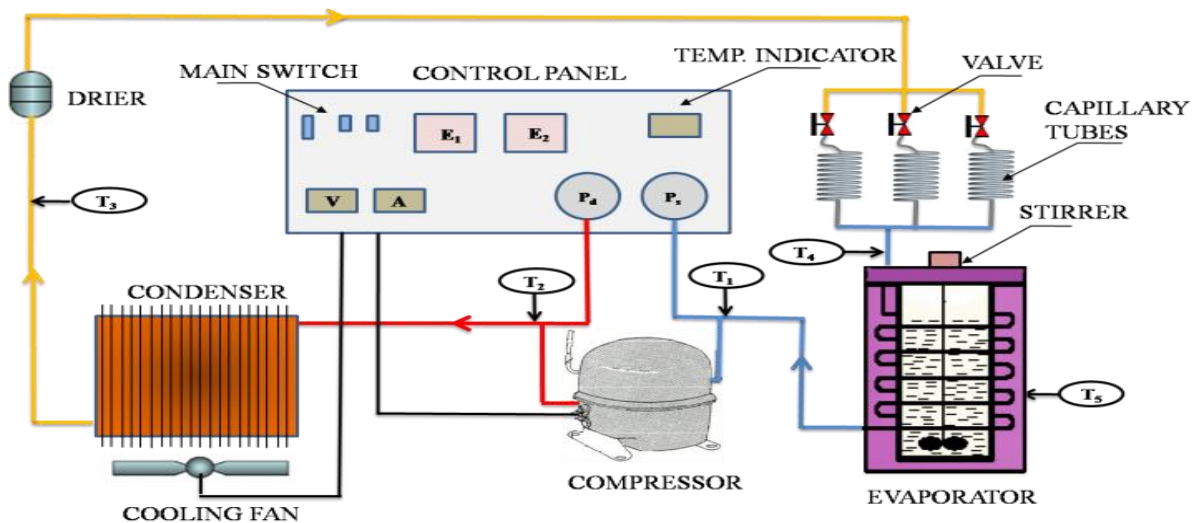 MAIN SWITCH
CONTROL PANEL
TEMP. INDICATOR
VALVE
DRIER
CAPILLARY
TUBES
E1
E2
V
A
Pd
Ps
T3
STIRRER
T4
T2
T1
CONDENSER
T5
COMPRESSOR
EVAPORATOR
COOLING FAN